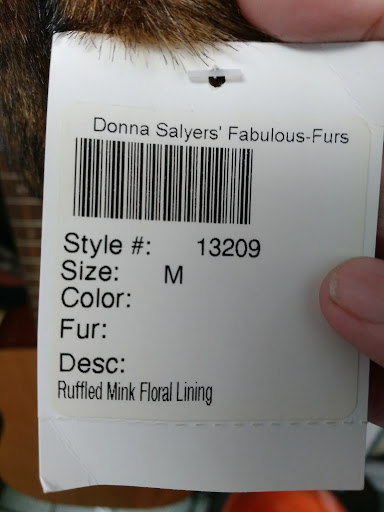 Donna Salyers' Fabulous-Furs
Style #: 13209
Size: M
Color:
Fur:
Desc:
Ruffled Mink Floral Lining